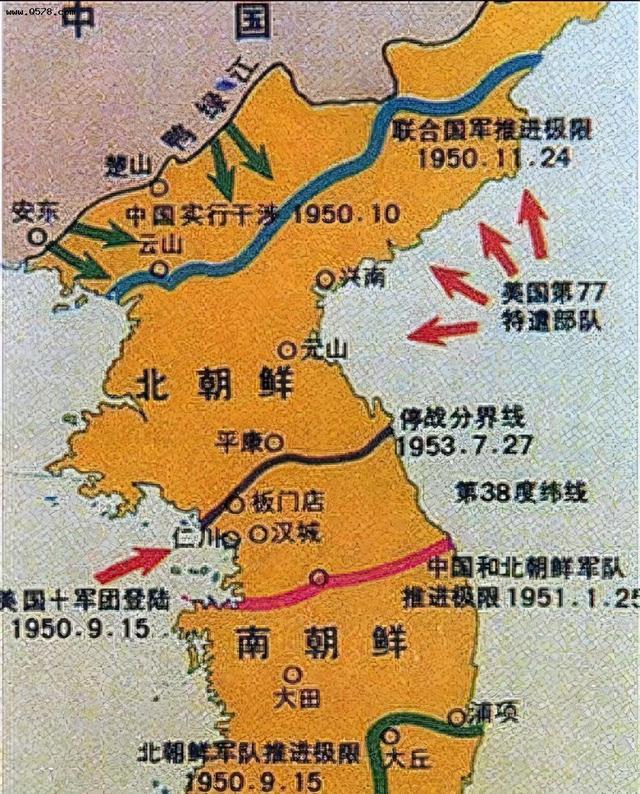 www.0578.com
中 国
鸭绿江
联合国军推进极限
1950.11.24
楚山
安东
中国实行干涉 1950.10
云山
兴南
美国第77
特遣部队
元山
北朝鲜
停战分界线
1953.7.27
平康
第38度纬线
板门店
仁川
汉城
中国和北朝鲜军队
推进极限1951.1.25
美国十军团登陆
1950.9.15
南朝鲜
大田
浦项
大丘
北朝鲜军队推进极限
1950.9.15